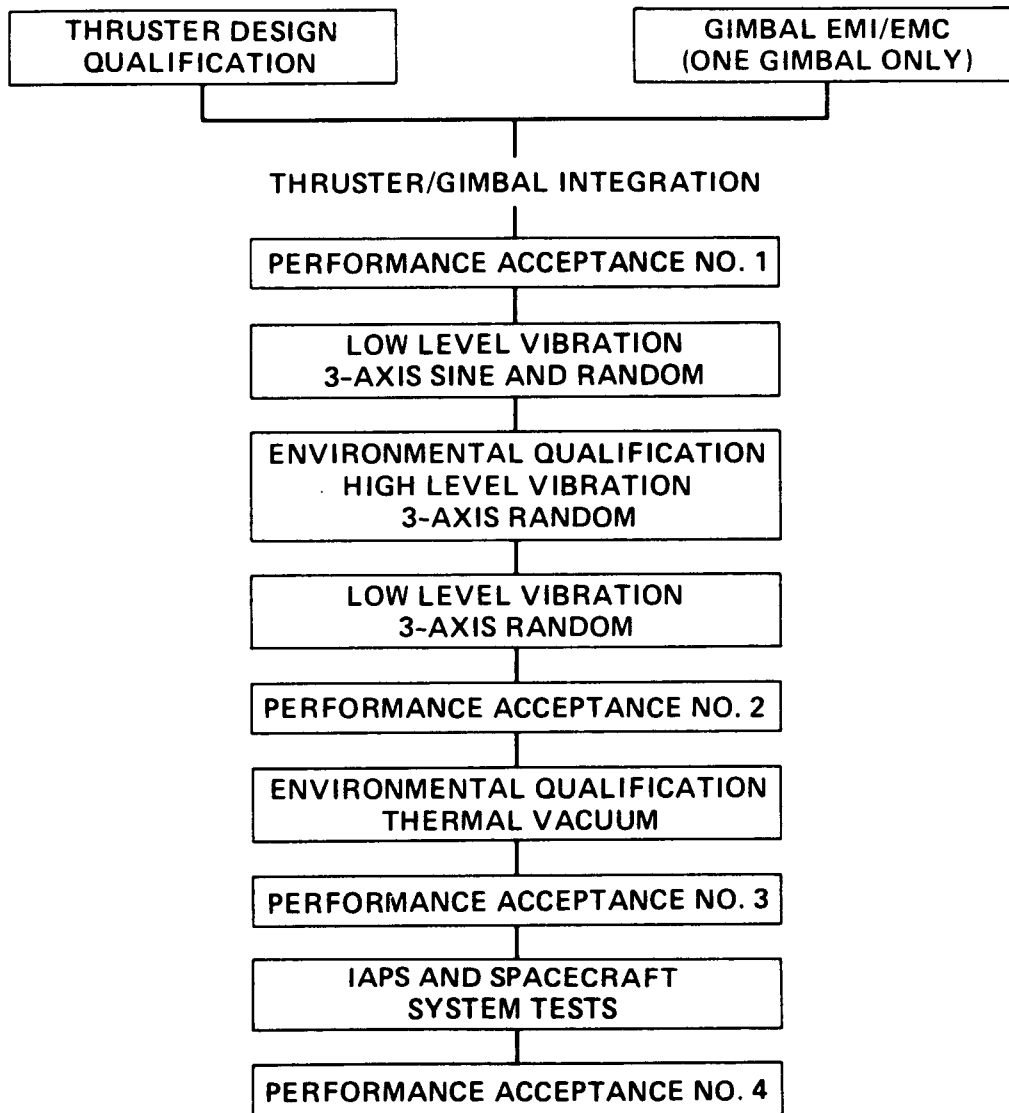 THRUSTER DESIGN
QUALIFICATION
GIMBAL EMI/EMC
(ONE GIMBAL ONLY)
THRUSTER/GIMBAL INTEGRATION
PERFORMANCE ACCEPTANCE NO. 1
LOW LEVEL VIBRATION
3-AXIS SINE AND RANDOM
ENVIRONMENTAL QUALIFICATION
HIGH LEVEL VIBRATION
3-AXIS RANDOM
LOW LEVEL VIBRATION
3-AXIS RANDOM
PERFORMANCE ACCEPTANCE NO. 2
ENVIRONMENTAL QUALIFICATION
THERMAL VACUUM
PERFORMANCE ACCEPTANCE NO. 3
IAPS AND SPACECRAFT
SYSTEM TESTS
PERFORMANCE ACCEPTANCE NO. 4